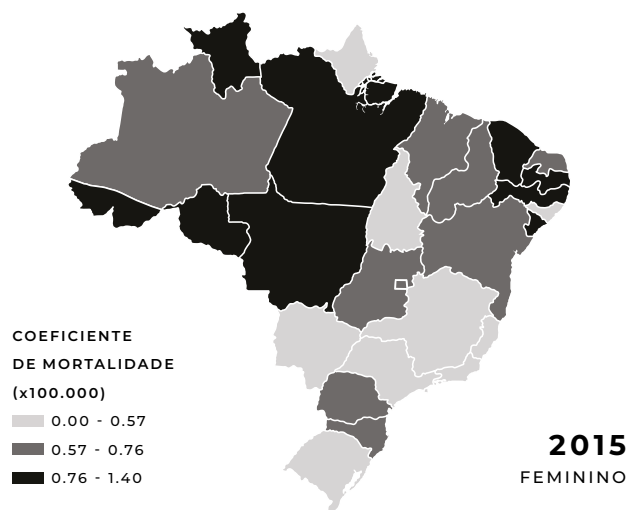 COEFICIENTE
DE MORTALIDADE
(x100.000)
0.00 - 0.57
0.57 - 0.76
0.76 - 1.40
2015
FEMININO